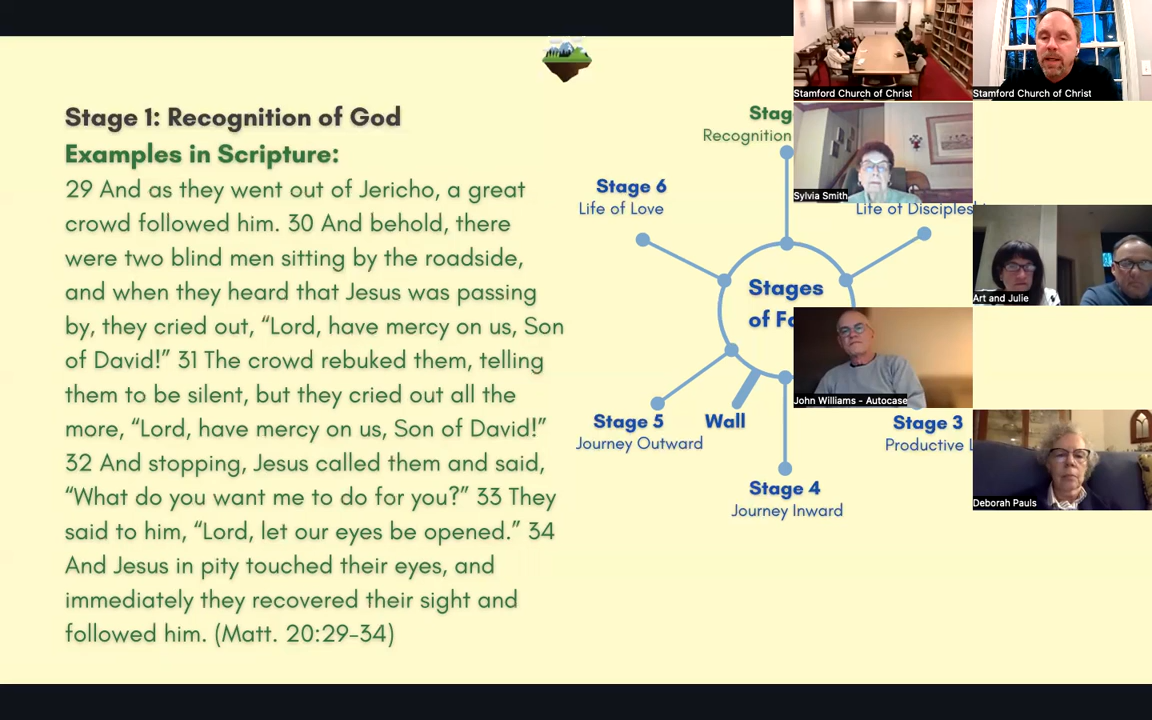 Stage 1: Recognition of God
Examples in Scripture:
29 And as they went out of Jericho, a great
crowd followed him. 30 And behold, there
were two blind men sitting by the roadside,
and when they heard that Jesus was passing
by, they cried out, “Lord, have mercy on us, Son
of David!” 31 The crowd rebuked them, telling
them to be silent, but they cried out all the
more, “Lord, have mercy on us, Son of David!”
32 And stopping, Jesus called them and said,
“What do you want me to do for you?” 33 They
said to him, “Lord, let our eyes be opened.” 34
And Jesus in pity touched their eyes, and
immediately they recovered their sight and
followed him. (Matt. 20:29-34)
Recognition
Stage 6
Life of Love
Life of
Stages
of
Stage 5
Journey Outward
Wall
Stage 4
Journey Inward
Stage 3
Productive
Stamford Church of Christ
Stamford Church of Christ
Sylvia Smith
Art and Julie
John Williams - Autocase
Deborah Pauls